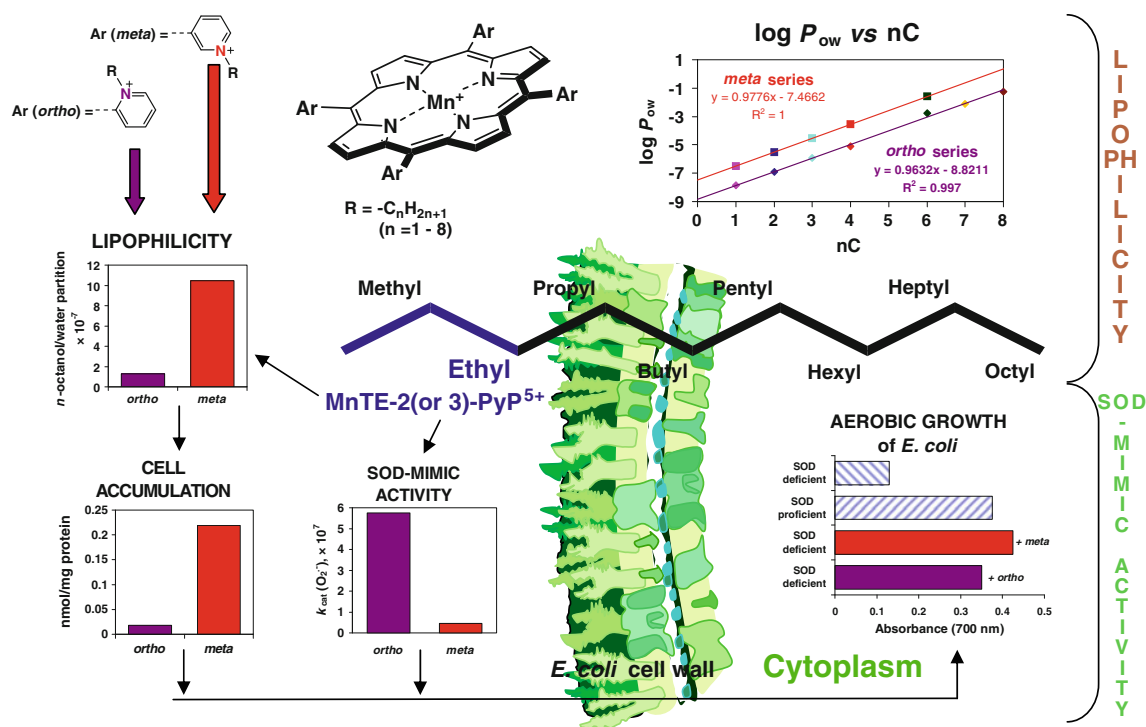 Ar (meta) =
N
+
R
R
N
+
Ar (ortho) =
Ar
Ar
Ar
Ar
N
N
N
N
Mn+
R = -CnH2n+1
(n =1 - 8)
log Pow vs nC
log Pow
1
-1
-3
-5
-7
-9
meta series
y = 0.9776x - 7.4662
R² = 1
ortho series
y = 0.9632x - 8.8211
R² = 0.997
0 1 2 3 4 5 6 7 8
nC
LIPOPHILICITY
LIPOPHILICITY
n-octanol/water partition
× 10⁻⁷
12
10
8
6
4
2
0
ortho meta
Methyl
Ethyl
Propyl
Butyl
Pentyl
Hexyl
Heptyl
Octyl
MnTE-2(or 3)-PyP⁵⁺
CELL
ACCUMULATION
nmol/mg protein
0.25
0.2
0.15
0.1
0.05
0
ortho meta
SOD-MIMIC
ACTIVITY
kcat (O₂⁻), × 10⁷
6
5
4
3
2
1
0
ortho meta
AEROBIC GROWTH
of E. coli
SOD
deficient
SOD
proficient
SOD
deficient
+ meta
SOD
deficient
+ ortho
0 0.1 0.2 0.3 0.4 0.5
Absorbance (700 nm)
E. coli cell wall
Cytoplasm
SOD-MIMIC ACTIVITY